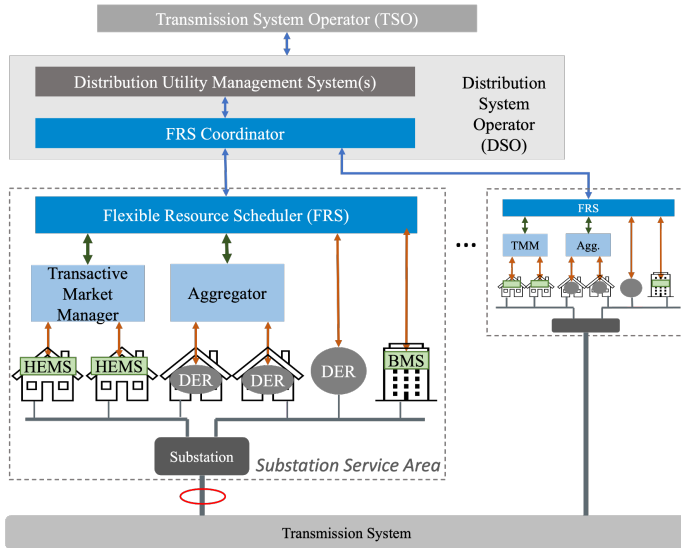 Transmission System Operator (TSO)
Distribution Utility Management System(s)
Distribution
System
Operator
(DSO)
FRS Coordinator
Flexible Resource Scheduler (FRS)
Transactive
Market
Manager
Aggregator
HEMS
HEMS
DER
DER
DER
BMS
Substation
Substation Service Area
...
FRS
TMM
Agg.
Transmission System